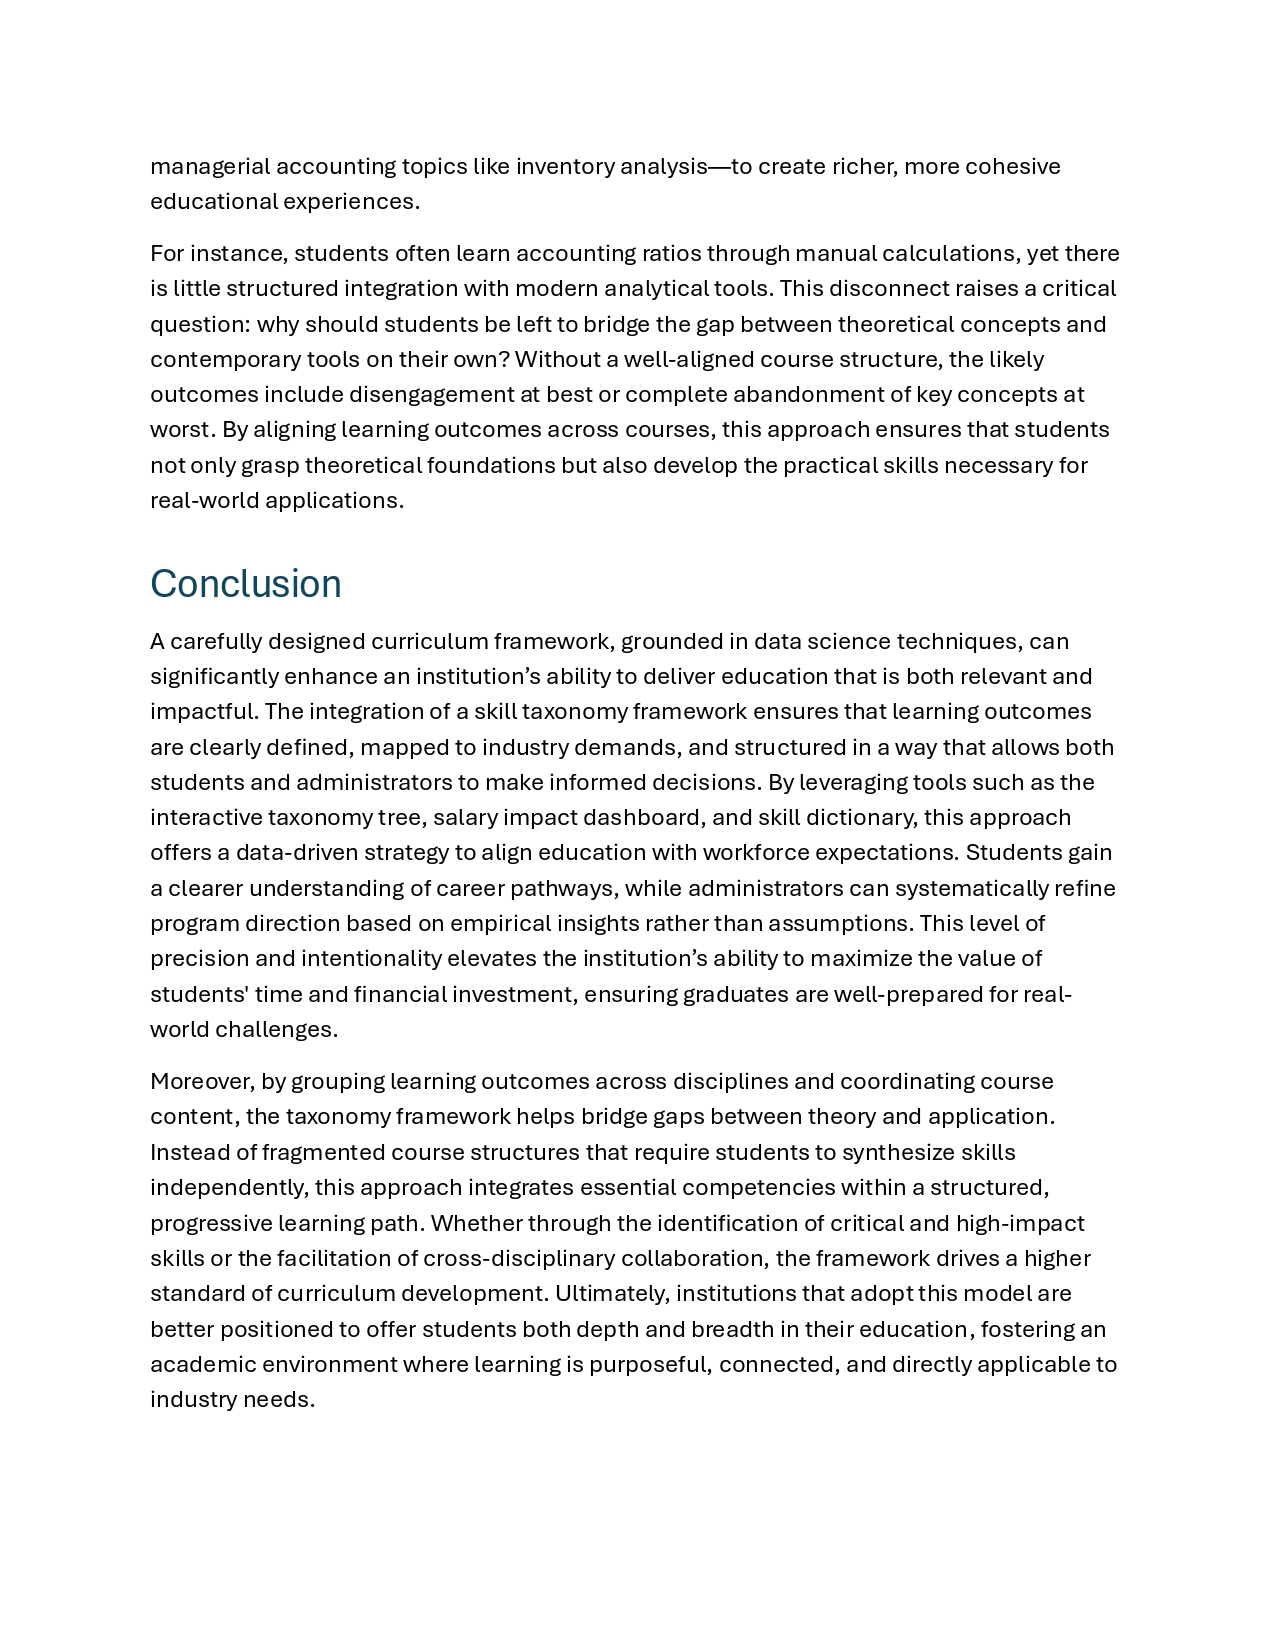 managerial accounting topics like inventory analysis—to create richer, more cohesive
educational experiences.
For instance, students often learn accounting ratios through manual calculations, yet there
is little structured integration with modern analytical tools. This disconnect raises a critical
question: why should students be left to bridge the gap between theoretical concepts and
contemporary tools on their own? Without a well-aligned course structure, the likely
outcomes include disengagement at best or complete abandonment of key concepts at
worst. By aligning learning outcomes across courses, this approach ensures that students
not only grasp theoretical foundations but also develop the practical skills necessary for
real-world applications.
Conclusion
A carefully designed curriculum framework, grounded in data science techniques, can
significantly enhance an institution’s ability to deliver education that is both relevant and
impactful. The integration of a skill taxonomy framework ensures that learning outcomes
are clearly defined, mapped to industry demands, and structured in a way that allows both
students and administrators to make informed decisions. By leveraging tools such as the
interactive taxonomy tree, salary impact dashboard, and skill dictionary, this approach
offers a data-driven strategy to align education with workforce expectations. Students gain
a clearer understanding of career pathways, while administrators can systematically refine
program direction based on empirical insights rather than assumptions. This level of
precision and intentionality elevates the institution’s ability to maximize the value of
students' time and financial investment, ensuring graduates are well-prepared for real-
world challenges.
Moreover, by grouping learning outcomes across disciplines and coordinating course
content, the taxonomy framework helps bridge gaps between theory and application.
Instead of fragmented course structures that require students to synthesize skills
independently, this approach integrates essential competencies within a structured,
progressive learning path. Whether through the identification of critical and high-impact
skills or the facilitation of cross-disciplinary collaboration, the framework drives a higher
standard of curriculum development. Ultimately, institutions that adopt this model are
better positioned to offer students both depth and breadth in their education, fostering an
academic environment where learning is purposeful, connected, and directly applicable to
industry needs.